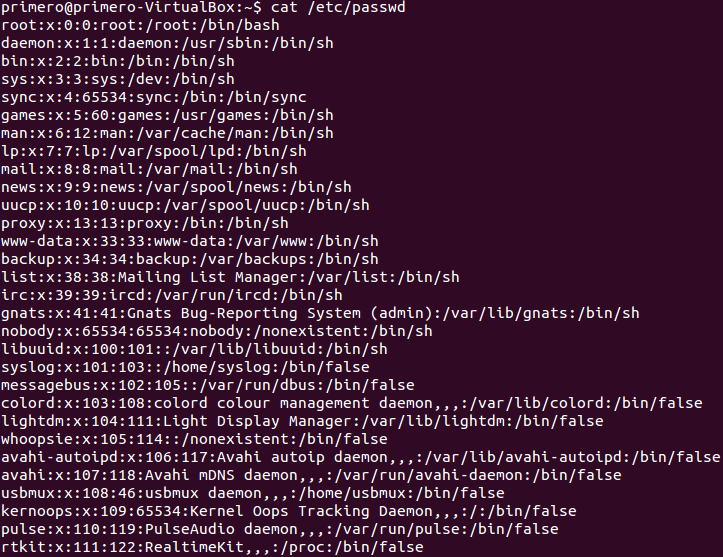 primero@primero-VirtualBox:~$ cat /etc/passwd
root:x:0:0:root:/root:/bin/bash
daemon:x:1:1:daemon:/usr/sbin:/bin/sh
bin:x:2:2:bin:/bin:/bin/sh
sys:x:3:3:sys:/dev:/bin/sh
sync:x:4:65534:sync:/bin:/bin/sync
games:x:5:60:games:/usr/games:/bin/sh
man:x:6:12:man:/var/cache/man:/bin/sh
lp:x:7:7:lp:/var/spool/lpd:/bin/sh
mail:x:8:8:mail:/var/mail:/bin/sh
news:x:9:9:news:/var/spool/news:/bin/sh
uucp:x:10:10:uucp:/var/spool/uucp:/bin/sh
proxy:x:13:13:proxy:/bin:/bin/sh
www-data:x:33:33:www-data:/var/www:/bin/sh
backup:x:34:34:backup:/var/backups:/bin/sh
list:x:38:38:Mailing List Manager:/var/list:/bin/sh
irc:x:39:39:ircd:/var/run/ircd:/bin/sh
gnats:x:41:41:Gnats Bug-Reporting System (admin):/var/lib/gnats:/bin/sh
nobody:x:65534:65534:nobody:/nonexistent:/bin/sh
libuuid:x:100:101::/var/lib/libuuid:/bin/sh
syslog:x:101:103::/home/syslog:/bin/false
messagebus:x:102:105::/var/run/dbus:/bin/false
colord:x:103:108:colord colour management daemon,,,:/var/lib/colord:/bin/false
lightdm:x:104:111:Light Display Manager:/var/lib/lightdm:/bin/false
whoopsie:x:105:114::/nonexistent:/bin/false
avahi-autoipd:x:106:117:Avahi autoip daemon,,,:/var/lib/avahi-autoipd:/bin/false
avahi:x:107:118:Avahi mDNS daemon,,,:/var/run/avahi-daemon:/bin/false
usbmux:x:108:46:usbmux daemon,,,:/home/usbmux:/bin/false
kernoops:x:109:65534:Kernel Oops Tracking Daemon,,,:/:/bin/false
pulse:x:110:119:PulseAudio daemon,,,:/var/run/pulse:/bin/false
rtkit:x:111:122:RealtimeKit,,,:/proc:/bin/false